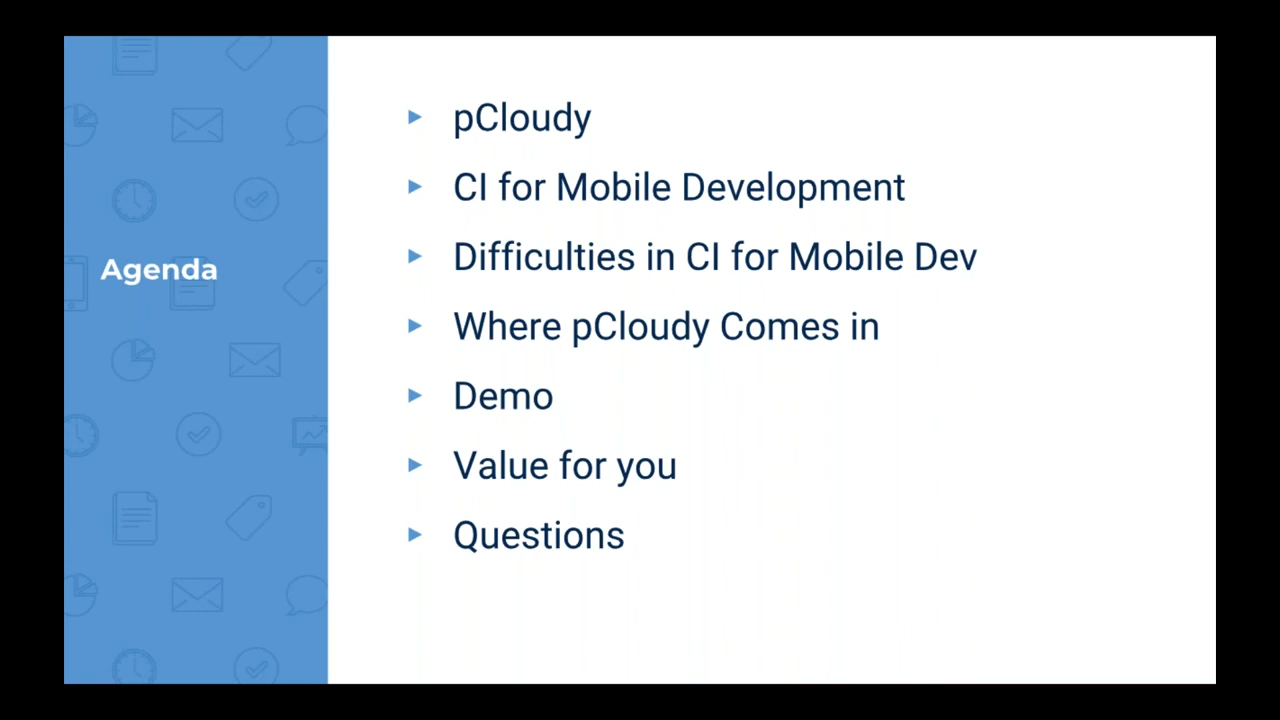 Agenda
pCloudy
CI for Mobile Development
Difficulties in CI for Mobile Dev
Where pCloudy Comes in
Demo
Value for you
Questions